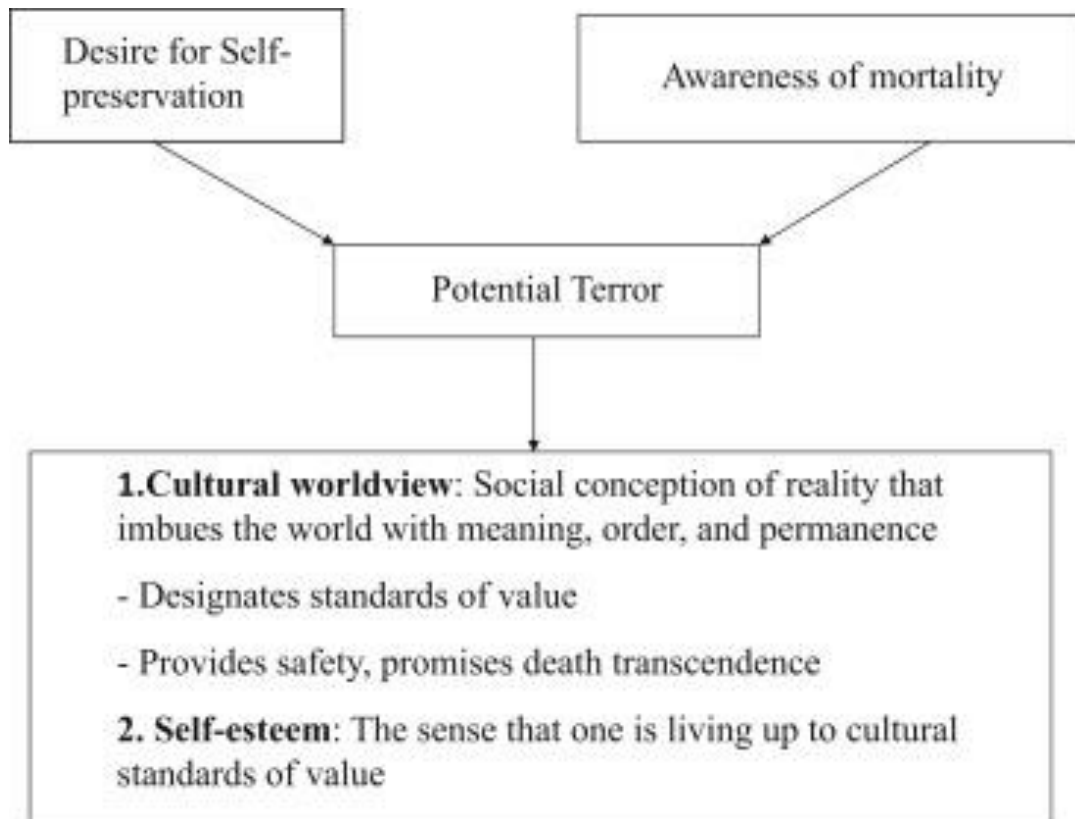 Desire for Self-
preservation
Awareness of mortality
Potential Terror
1.Cultural worldview: Social conception of reality that
imbues the world with meaning, order, and permanence
- Designates standards of value
- Provides safety, promises death transcendence
2. Self-esteem: The sense that one is living up to cultural
standards of value